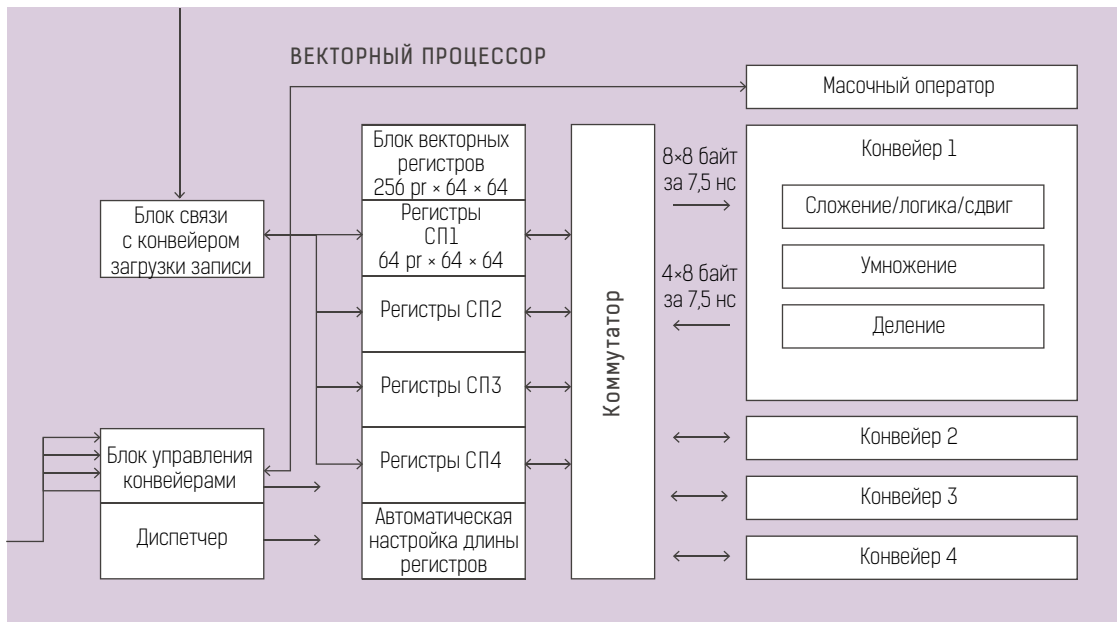 ВЕКТОРНЫЙ ПРОЦЕССОР
Масочный оператор
Блок векторных
регистров
256 pr × 64 × 64
Регистры
СП1
64 pr × 64 × 64
Регистры СП2
Регистры СП3
Регистры СП4
Автоматическая
настройка длины
регистров
Блок связи
с конвейером
загрузки записи
Блок управления
конвейерами
Диспетчер
Коммутатор
8×8 байт
за 7,5 нс
4×8 байт
за 7,5 нс
Конвейер 1
Сложение/логика/сдвиг
Умножение
Деление
Конвейер 2
Конвейер 3
Конвейер 4